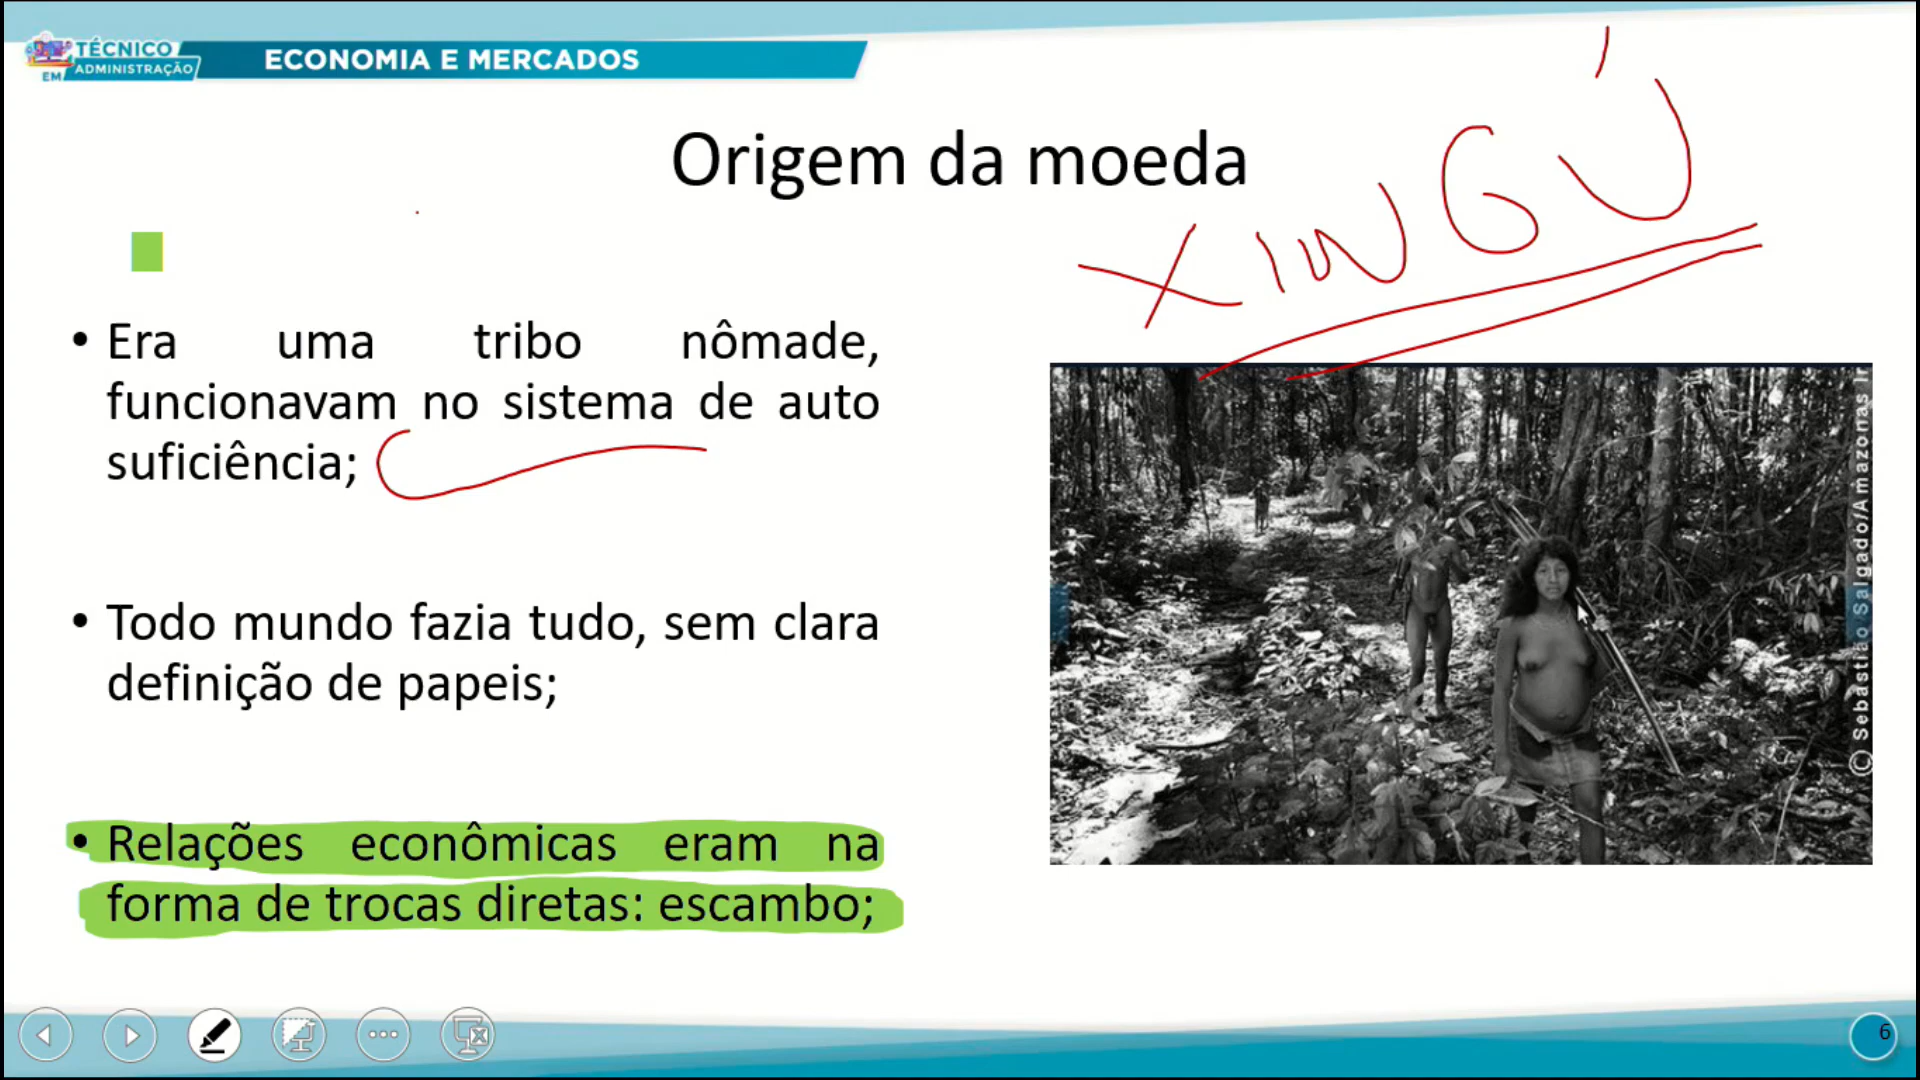 TÉCNICO
EM ADMINISTRAÇÃO
ECONOMIA E MERCADOS
Origem da moeda
XINGÚ
• Era uma tribo nômade,
funcionavam no sistema de auto
suficiência;
• Todo mundo fazia tudo, sem clara
definição de papeis;
• Relações econômicas eram na
forma de trocas diretas: escambo;
© Sebastião Salgado/Amazonas I
6